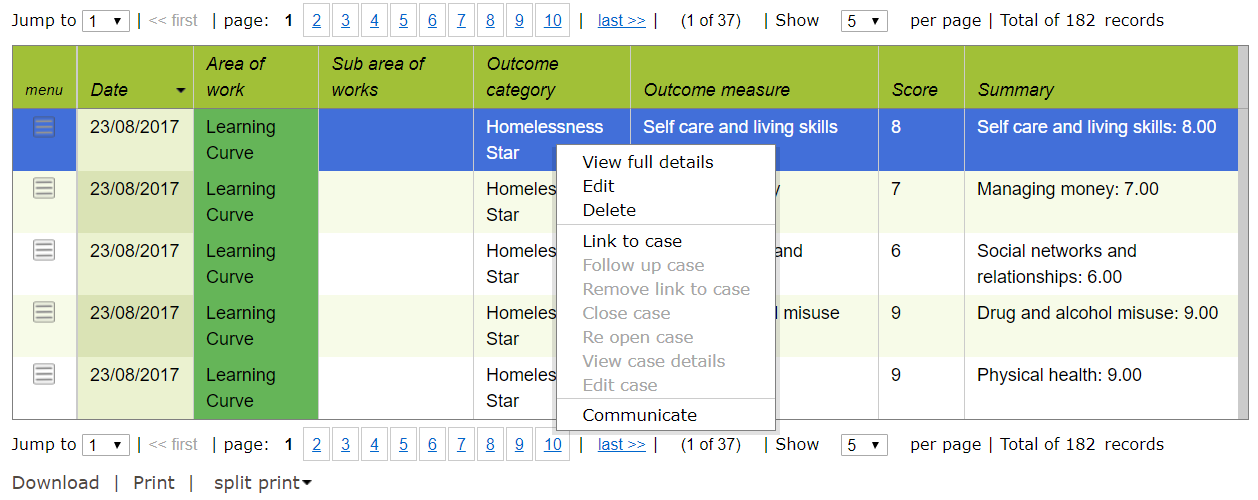 Jump to 1 ▼ | << first | page: 1 2 3 4 5 6 7 8 9 10 | last >> | (1 of 37) | Show 5 ▼ per page | Total of 182 records
menu Date Area of work Sub area of works Outcome category Outcome measure Score Summary
23/08/2017 Learning Curve Homelessness Star Self care and living skills 8 Self care and living skills: 8.00
23/08/2017 Learning Curve Star 7 Managing money: 7.00
23/08/2017 Learning Curve Star and 6 Social networks and relationships: 6.00
23/08/2017 Learning Curve Star misuse 9 Drug and alcohol misuse: 9.00
23/08/2017 Learning Curve Star 9 Physical health: 9.00
View full details
Edit
Delete
Link to case
Follow up case
Remove link to case
Close case
Re open case
View case details
Edit case
Communicate
Jump to 1 ▼ | << first | page: 1 2 3 4 5 6 7 8 9 10 | last >> | (1 of 37) | Show 5 ▼ per page | Total of 182 records
Download | Print | split print